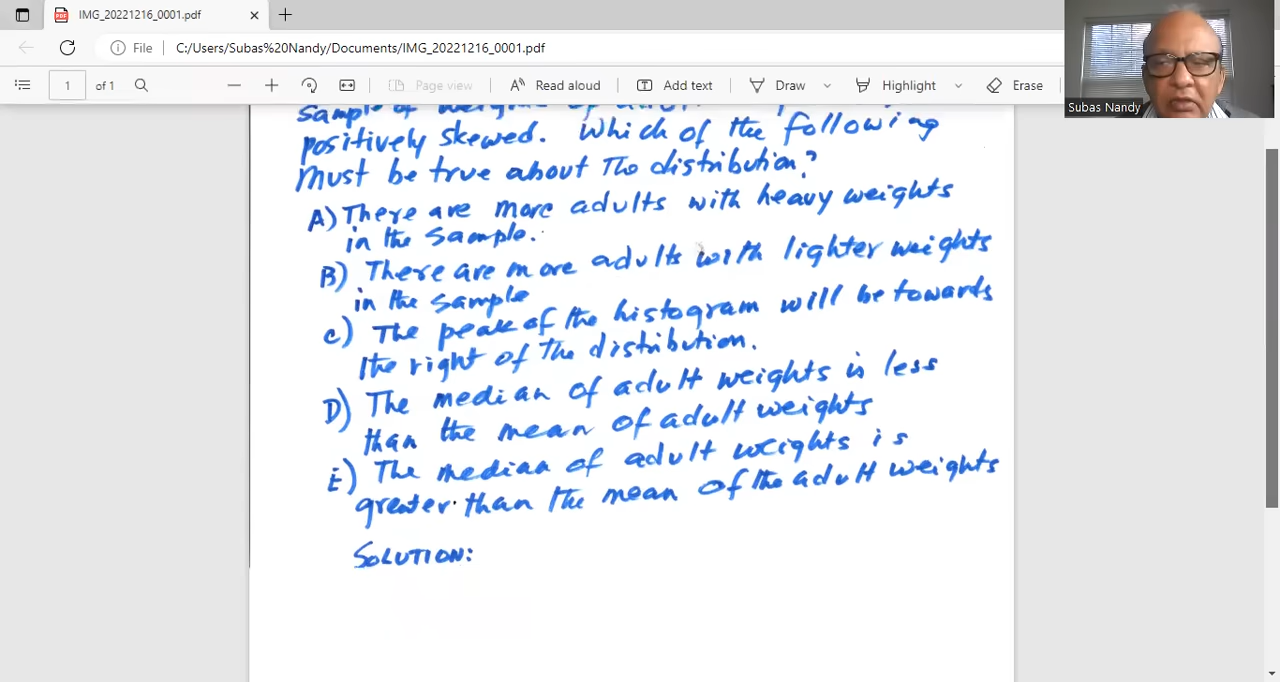 IMG_20221216_0001.pdf
File
C:/Users/Subas%20Nandy/Documents/IMG_20221216_0001.pdf
1 of 1
Page view
Read aloud
Add text
Draw
Highlight
Erase
Subas Nandy
Sample of weights of adult
positively skewed. Which of the following
must be true about the distribution?
A) There are more adults with heavy weights
in the sample.
B) There are more adults with lighter weights
in the sample
C) The peak of the histogram will be towards
the right of the distribution.
D) The median of adult weights is less
than the mean of adult weights
E) The median of adult weights is
greater than the mean of the adult weights
SOLUTION: